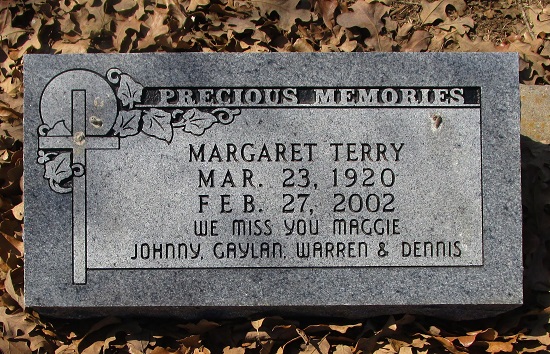 PRECIOUS MEMORIES
MARGARET TERRY
MAR. 23, 1920
FEB. 27, 2002
WE MISS YOU MAGGIE
JOHNNY, GAYLAN, WARREN & DENNIS